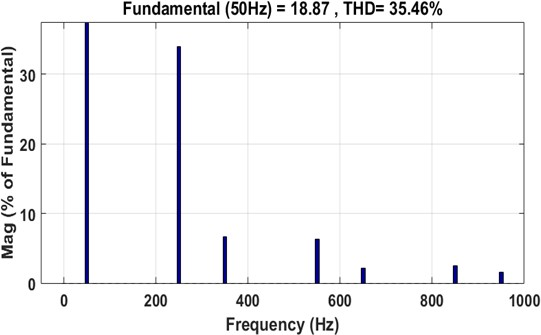 Fundamental (50Hz) = 18.87 , THD= 35.46%
Mag (% of Fundamental)
30
20
10
0
0 200 400 600 800 1000
Frequency (Hz)